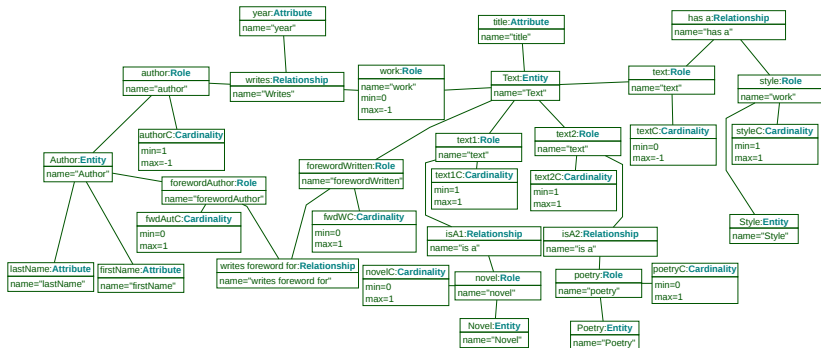 year:Attribute
name="year"
title:Attribute
name="title"
has a:Relationship
name="has a"
author:Role
name="author"
writes:Relationship
name="Writes"
work:Role
name="work"
min=0
max=-1
Text:Entity
name="Text"
text:Role
name="text"
style:Role
name="work"
authorC:Cardinality
min=1
max=-1
text1:Role
name="text"
text2:Role
name="text"
textC:Cardinality
min=0
max=-1
styleC:Cardinality
min=1
max=1
Author:Entity
name="Author"
forewordAuthor:Role
name="forewordAuthor"
forewordWritten:Role
name="forewordWritten"
text1C:Cardinality
min=1
max=1
text2C:Cardinality
min=1
max=1
fwdAutC:Cardinality
min=0
max=1
fwdWC:Cardinality
min=0
max=1
isA1:Relationship
name="is a"
isA2:Relationship
name="is a"
Style:Entity
name="Style"
lastName:Attribute
name="lastName"
firstName:Attribute
name="firstName"
writes foreword for:Relationship
name="writes foreword for"
novelC:Cardinality
min=0
max=1
novel:Role
name="novel"
poetry:Role
name="poetry"
poetryC:Cardinality
min=0
max=1
Novel:Entity
name="Novel"
Poetry:Entity
name="Poetry"